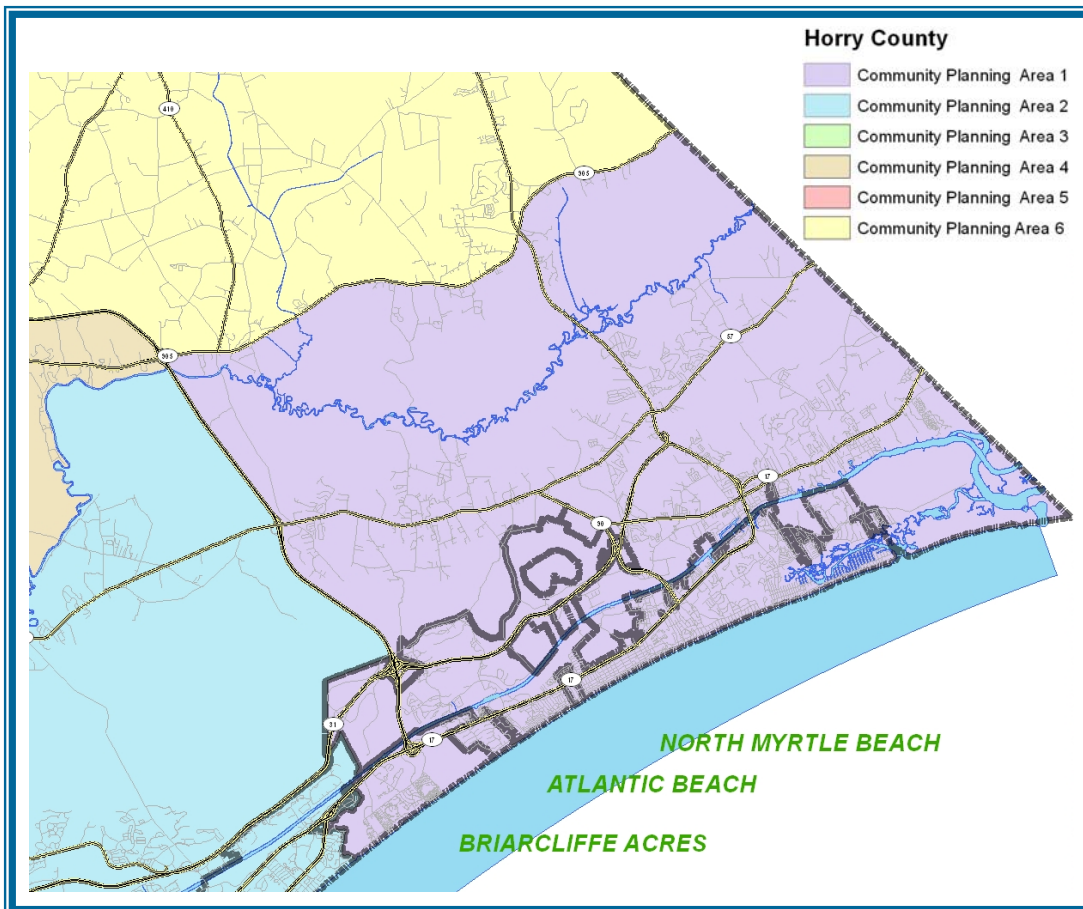 Horry County
Community Planning Area 1
Community Planning Area 2
Community Planning Area 3
Community Planning Area 4
Community Planning Area 5
Community Planning Area 6
410
905
905
57
17
90
17
31
17
NORTH MYRTLE BEACH
ATLANTIC BEACH
BRIARCLIFFE ACRES